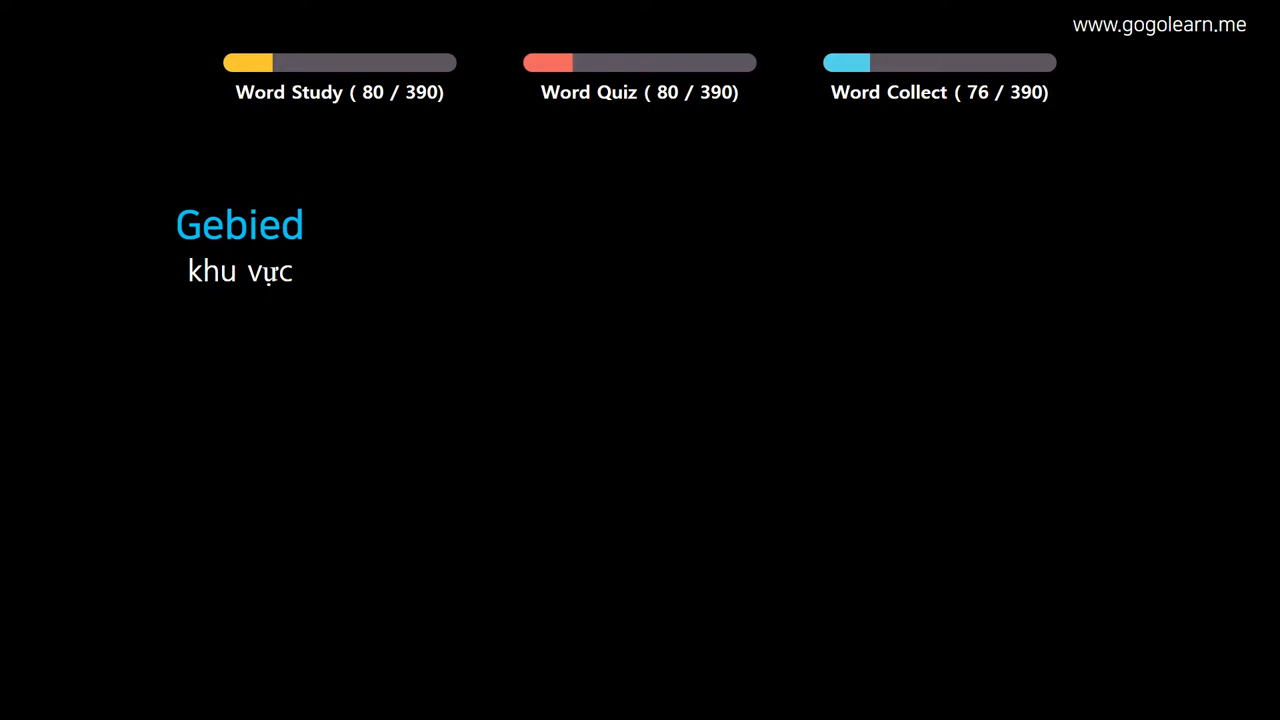 www.gogolearn.me
Word Study ( 80 / 390)
Word Quiz ( 80 / 390)
Word Collect ( 76 / 390)
Gebied
khu vực